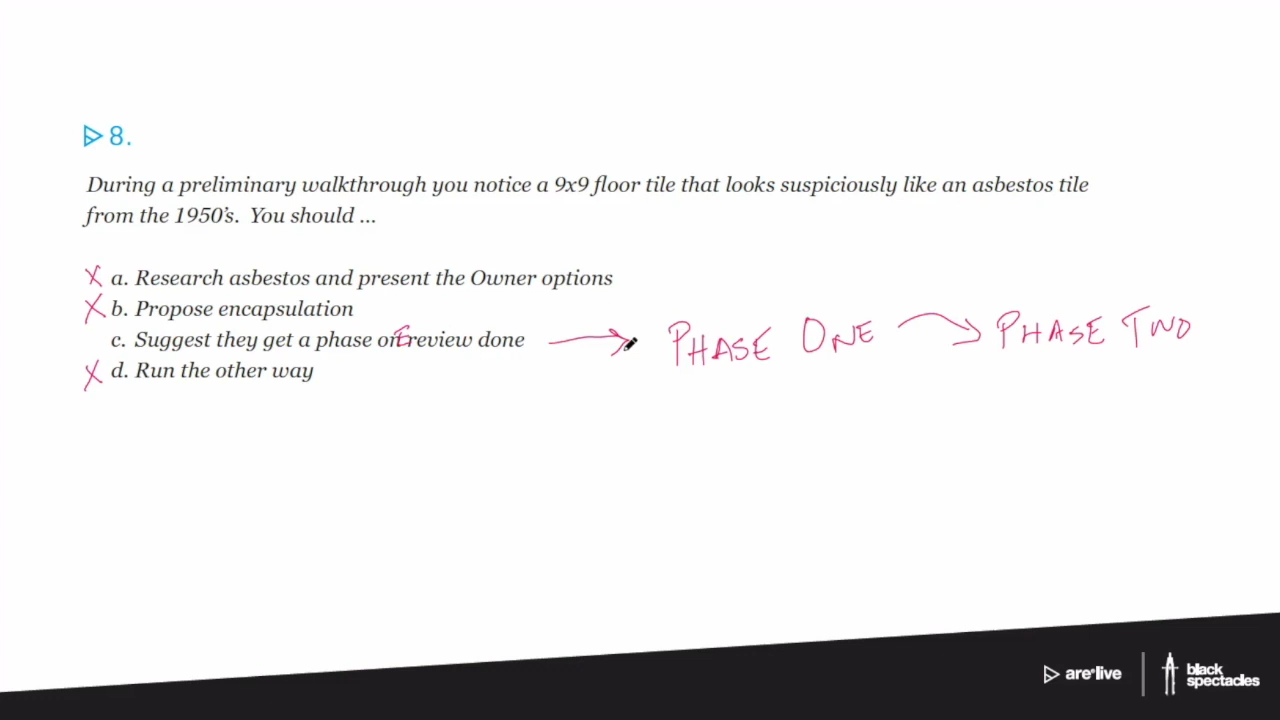 8.
During a preliminary walkthrough you notice a 9x9 floor tile that looks suspiciously like an asbestos tile
from the 1950's. You should ...
X a. Research asbestos and present the Owner options
X b. Propose encapsulation
c. Suggest they get a phase onE review done → PHASE ONE → PHASE TWO
X d. Run the other way
are live
black
spectacles